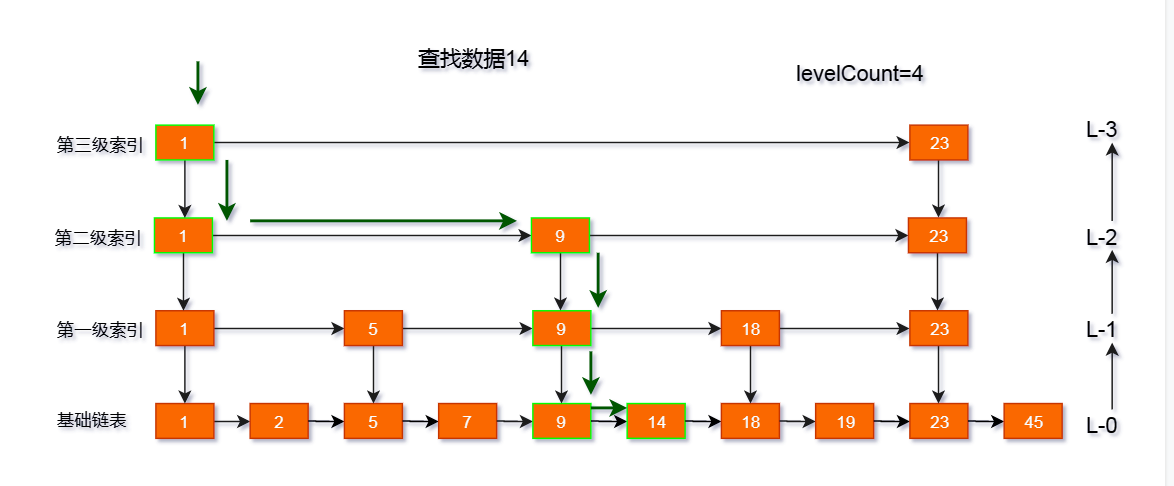 查找数据14
levelCount=4
第三级索引 1 23 L-3
第二级索引 1 9 23 L-2
第一级索引 1 5 9 18 23 L-1
基础链表 1 2 5 7 9 14 18 19 23 45 L-0